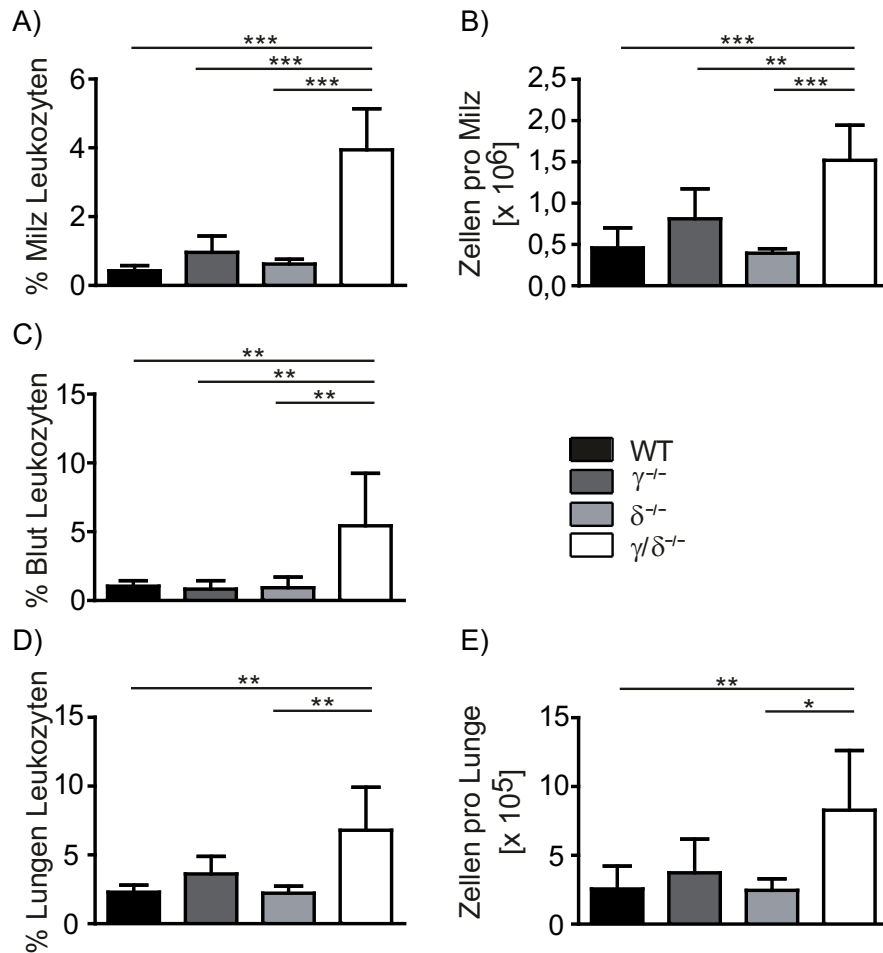 A)
***
***
***
% Milz Leukozyten
6
4
2
0
B)
***
**
***
Zellen pro Milz
[x 10⁶]
2,5
2,0
1,5
1,0
0,5
0,0
C)
**
**
**
% Blut Leukozyten
15
10
5
0
WT
γ⁻/⁻
δ⁻/⁻
γ/δ⁻/⁻
D)
**
**
% Lungen Leukozyten
15
10
5
0
E)
**
*
Zellen pro Lunge
[x 10⁵]
15
10
5
0